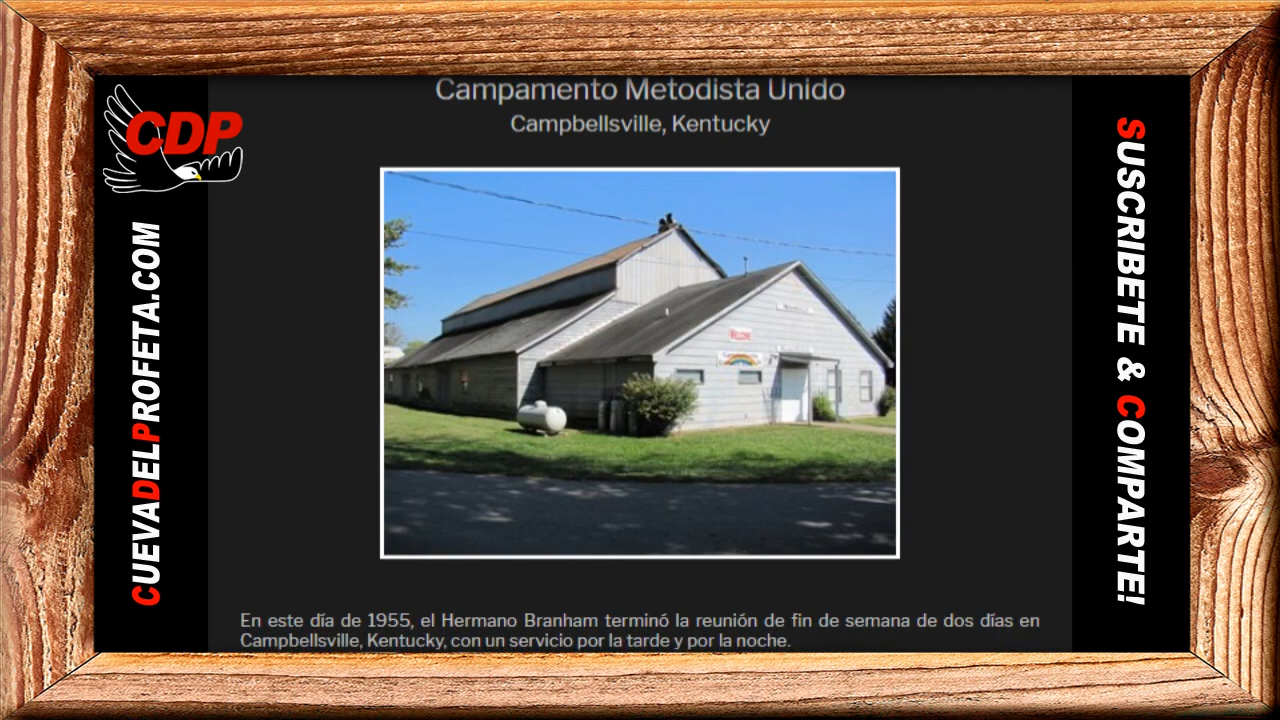 Campamento Metodista Unido
Campbellsville, Kentucky
CDP
CUEVADELPROFETA.COM
SUSCRIBETE & COMPARTE!
En este día de 1955, el Hermano Branham terminó la reunión de fin de semana de dos días en
Campbellsville, Kentucky, con un servicio por la tarde y por la noche.